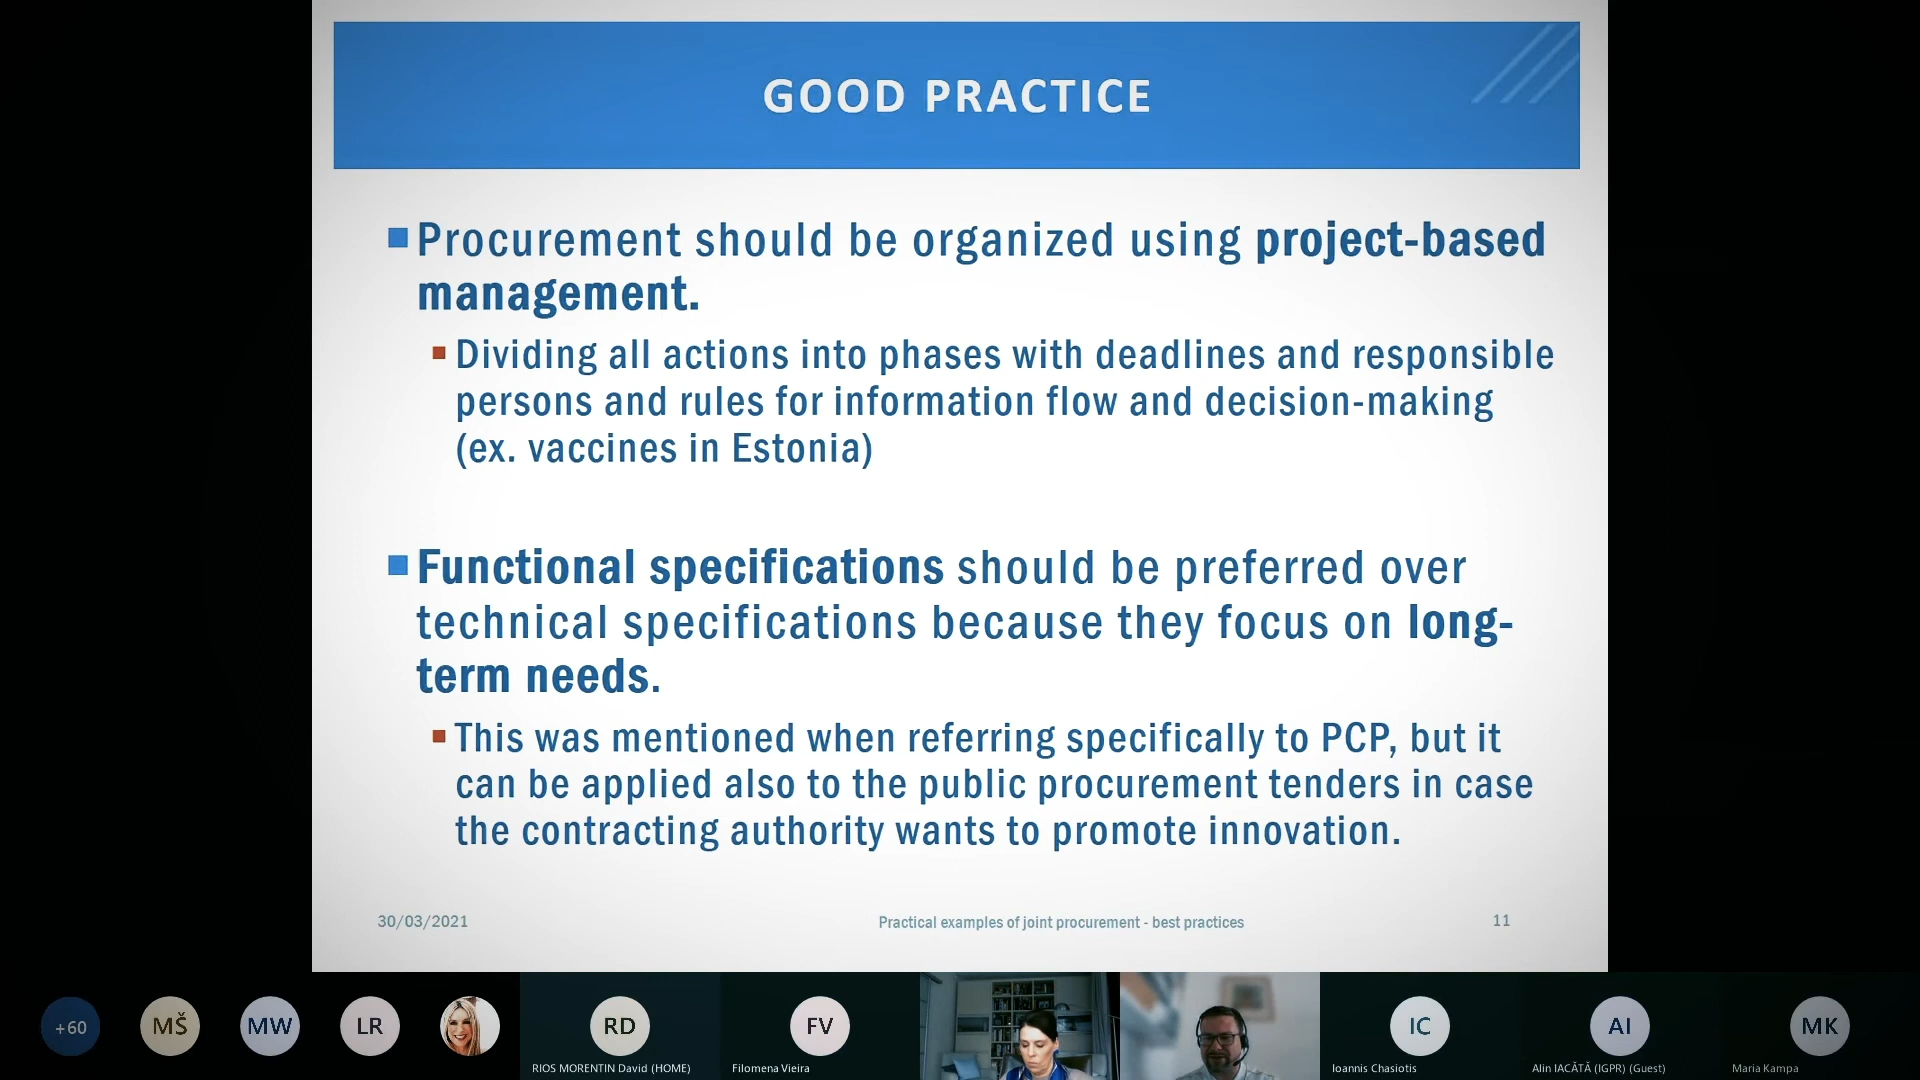 GOOD PRACTICE
Procurement should be organized using project-based
management.
Dividing all actions into phases with deadlines and responsible
persons and rules for information flow and decision-making
(ex. vaccines in Estonia)
Functional specifications should be preferred over
technical specifications because they focus on long-
term needs.
This was mentioned when referring specifically to PCP, but it
can be applied also to the public procurement tenders in case
the contracting authority wants to promote innovation.
30/03/2021
Practical examples of joint procurement - best practices
11
+60
MŠ
MW
LR
RD
FV
IC
AI
MK
RIOS MORENTIN David (HOME)
Filomena Vieira
Ioannis Chasiotis
Alin IACĂTĂ (IGPR) (Guest)
Maria Kampa